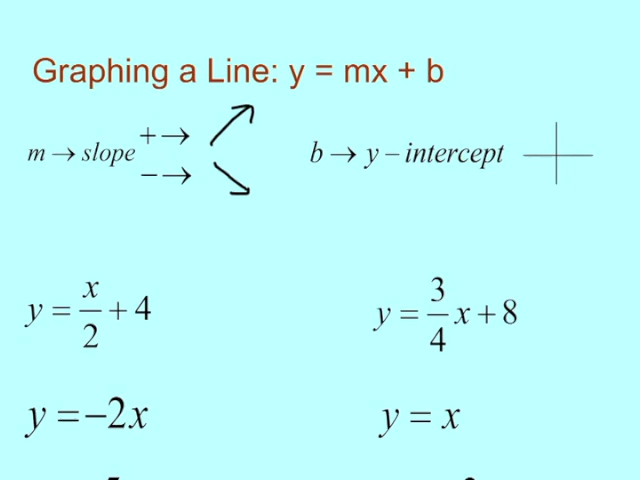 Graphing a Line: y = mx + b
m → slope + → − →
b → y − intercept
y = x/2 + 4
y = 3/4 x + 8
y = −2x
y = x